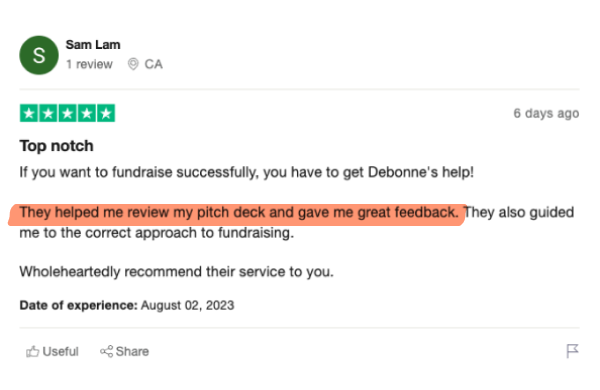 S
Sam Lam
1 review CA
6 days ago
Top notch
If you want to fundraise successfully, you have to get Debonne's help!
They helped me review my pitch deck and gave me great feedback. They also guided
me to the correct approach to fundraising.
Wholeheartedly recommend their service to you.
Date of experience: August 02, 2023
Useful Share